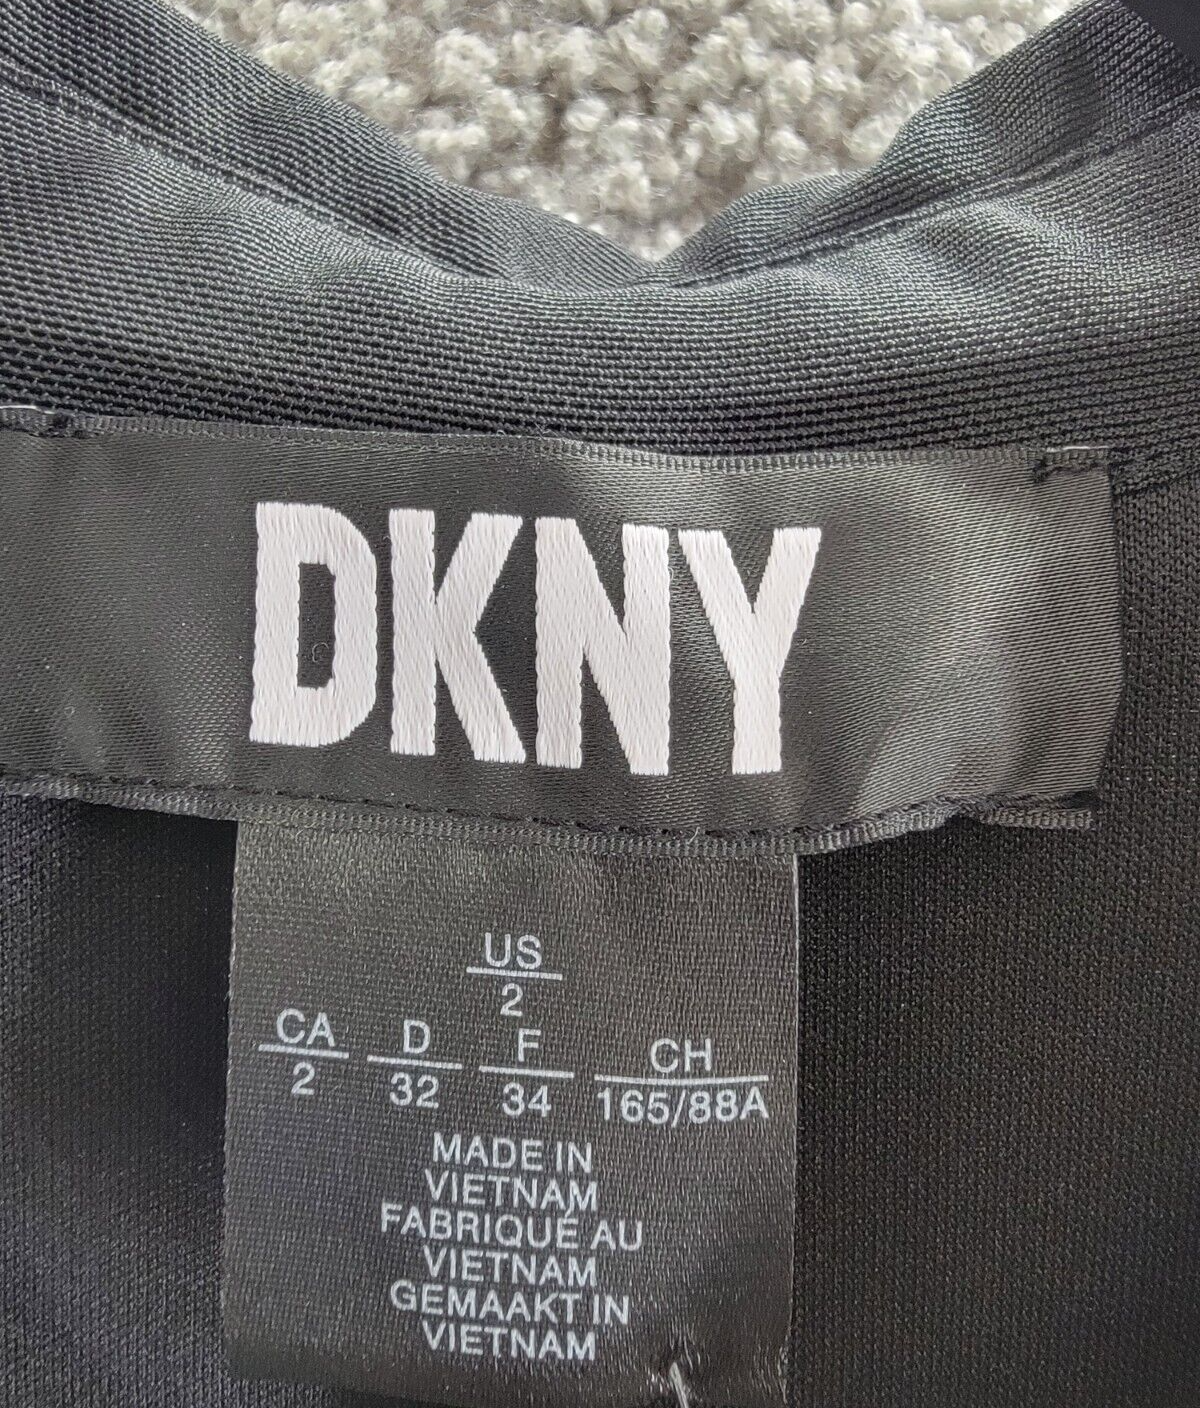 DKNY
US
2
CA D F CH
2 32 34 165/88A
MADE IN
VIETNAM
FABRIQUÉ AU
VIETNAM
GEMAAKT IN
VIETNAM